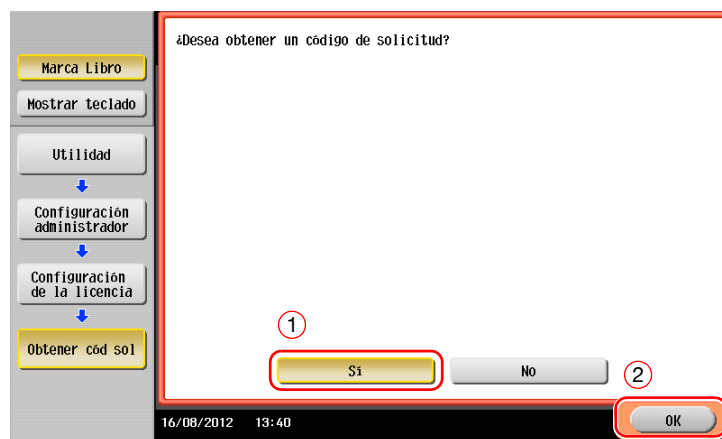 ¿Desea obtener un código de solicitud?
Marca Libro
Mostrar teclado
Utilidad
Configuración
administrador
Configuración
de la licencia
Obtener cód sol
1
Sí
No
2
16/08/2012 13:40
OK